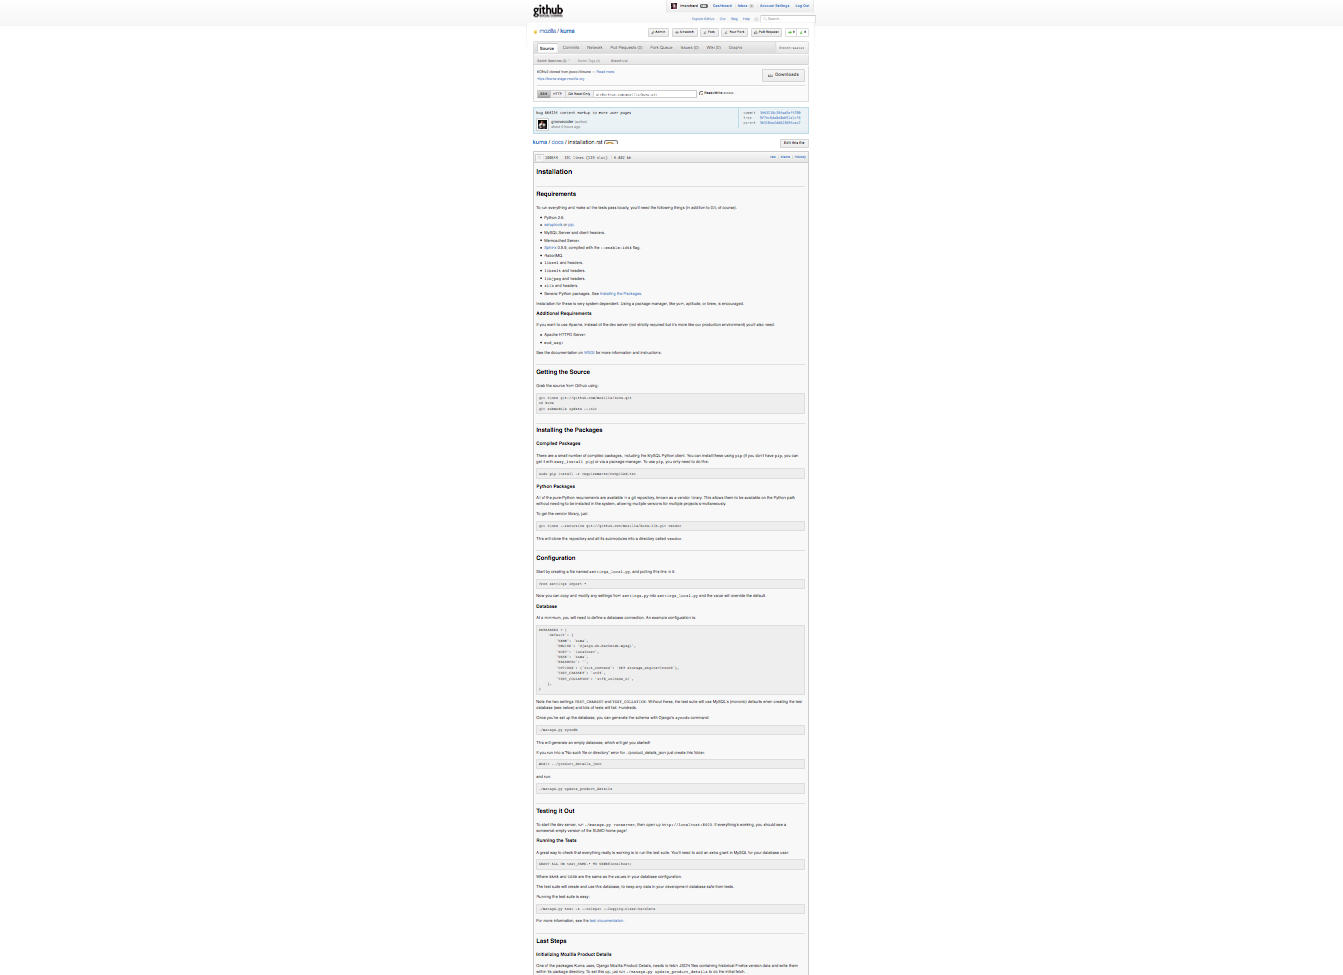 github
SOCIAL CODING
Dashboard Inbox Account Settings Log Out
Explore GitHub Gist Blog Help Search...
mozilla / kuma
Admin Unwatch Fork Your Fork Pull Request
Source Commits Network Pull Requests (0) Fork Queue Issues (0) Wiki (0) Graphs
Switch Branches Switch Tags Branch List
Read more
Downloads
SSH HTTP Git Read-Only Read+Write access
bug content markup to more user pages
groovecoder (author)
about 5 hours ago
commit
tree
parent
kuma / docs / installation.rst
Edit this file
raw blame history
Installation
Requirements
To run everything and make all the tests pass locally, you'll need the following things (in addition to Git, of course).
Python 2.6.
setuptools or pip.
MySQL Server and client headers.
Memcached Server.
Sphinx 0.9.9, compiled with the --enable-id64 flag.
RabbitMQ.
libxml and headers.
libxslt and headers.
libjpeg and headers.
zlib and headers.
Several Python packages. See Installing the Packages.
Installation for these is very system dependent. Using a package manager, like yum, aptitude, or brew, is encouraged.
Additional Requirements
If you want to use Apache, instead of the dev server (not strictly required but it's more like our production environment) you'll also need:
Apache HTTPD Server.
mod_wsgi
See the documentation on WSGI for more information and instructions.
Getting the Source
Grab the source from Github using:
git clone git://github.com/mozilla/kuma.git
cd kuma
git submodule update --init
Installing the Packages
Compiled Packages
There are a small number of compiled packages, including the MySQL Python client. You can install these using pip (if you don't have pip, you can
get it with easy_install pip) or via a package manager. To use pip, you only need to do this:
sudo pip install -r requirements/compiled.txt
Python Packages
All of the pure-Python requirements are available in a git repository, known as a vendor library. This allows them to be available on the Python path
without needing to be installed in the system, allowing multiple versions for multiple projects simultaneously.
To get the vendor library, just:
git clone --recursive git://github.com/mozilla/kuma-lib.git vendor
This will clone the repository and all its submodules into a directory called vendor.
Configuration
Start by creating a file named settings_local.py, and putting this line in it:
from settings import *
Now you can copy and modify any settings from settings.py into settings_local.py and the value will override the default.
Database
At a minimum, you will need to define a database connection. An example configuration is:
DATABASES = {
'default': {
'NAME': 'kuma',
'ENGINE': 'django.db.backends.mysql',
'HOST': 'localhost',
'USER': 'kuma',
'PASSWORD': '',
'OPTIONS': {'init_command': 'SET storage_engine=InnoDB'},
'TEST_CHARSET': 'utf8',
'TEST_COLLATION': 'utf8_unicode_ci',
},
}
Note the two settings TEST_CHARSET and TEST_COLLATION. Without these, the test suite will use MySQL's (moronic) defaults when creating the test
database (see below) and lots of tests will fail. Hundreds.
Once you've set up the database, you can generate the schema with Django's syncdb command:
./manage.py syncdb
This will generate an empty database, which will get you started!
If you run into a "No such file or directory" error for ../product_details_json just create this folder:
mkdir ../product_details_json
and run:
./manage.py update_product_details
Testing it Out
To start the dev server, run ./manage.py runserver, then open up http://localhost:8000. If everything's working, you should see a
somewhat empty version of the SUMO home page!
Running the Tests
A great way to check that everything really is working is to run the test suite. You'll need to add an extra grant in MySQL for your database user:
GRANT ALL ON test_NAME.* TO USER@localhost;
Where NAME and USER are the same as the values in your database configuration.
The test suite will create and use this database, to keep any data in your development database safe from tests.
Running the test suite is easy:
./manage.py test -s --noinput --logging-clear-handlers
For more information, see the test documentation.
Last Steps
Initializing Mozilla Product Details
One of the packages Kuma uses, Django Mozilla Product Details, needs to fetch JSON files containing historical Firefox version data and write them
within its package directory. To set this up, just run ./manage.py update_product_details to do the initial fetch.